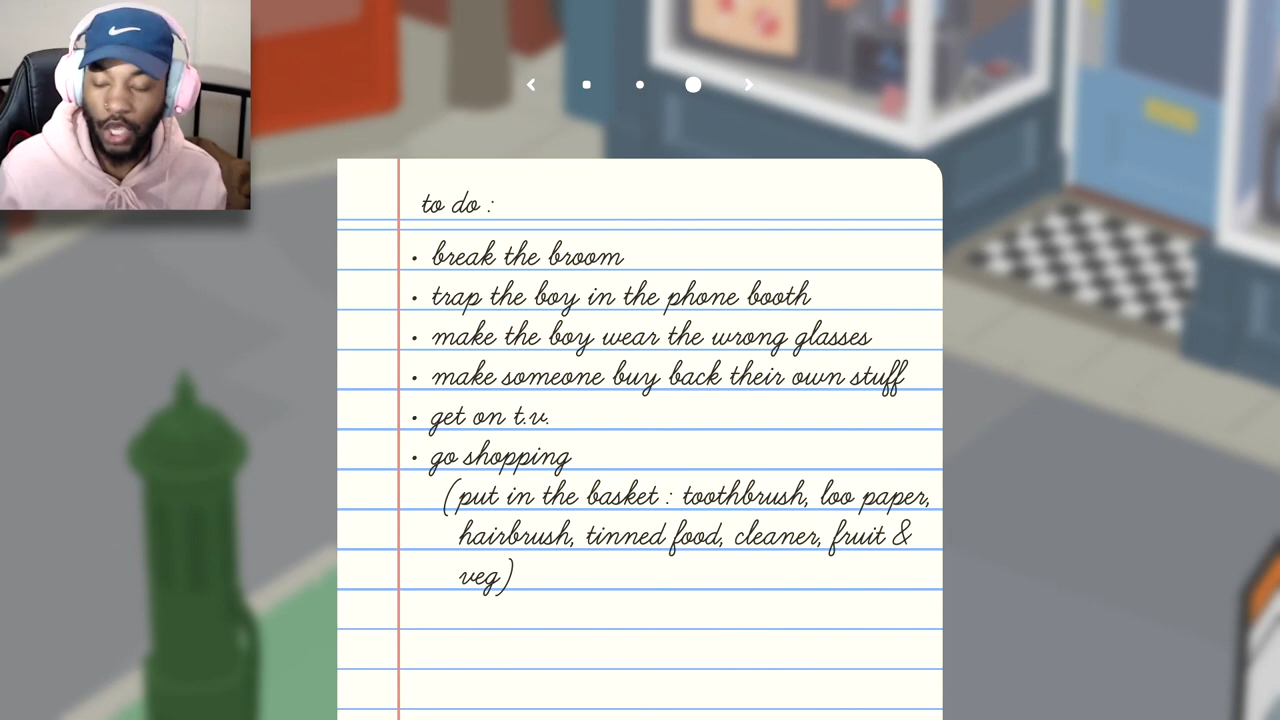 to do :
• break the broom
• trap the boy in the phone booth
• make the boy wear the wrong glasses
• make someone buy back their own stuff
• get on t.v.
• go shopping
(put in the basket : toothbrush, loo paper,
hairbrush, tinned food, cleaner, fruit &
veg)